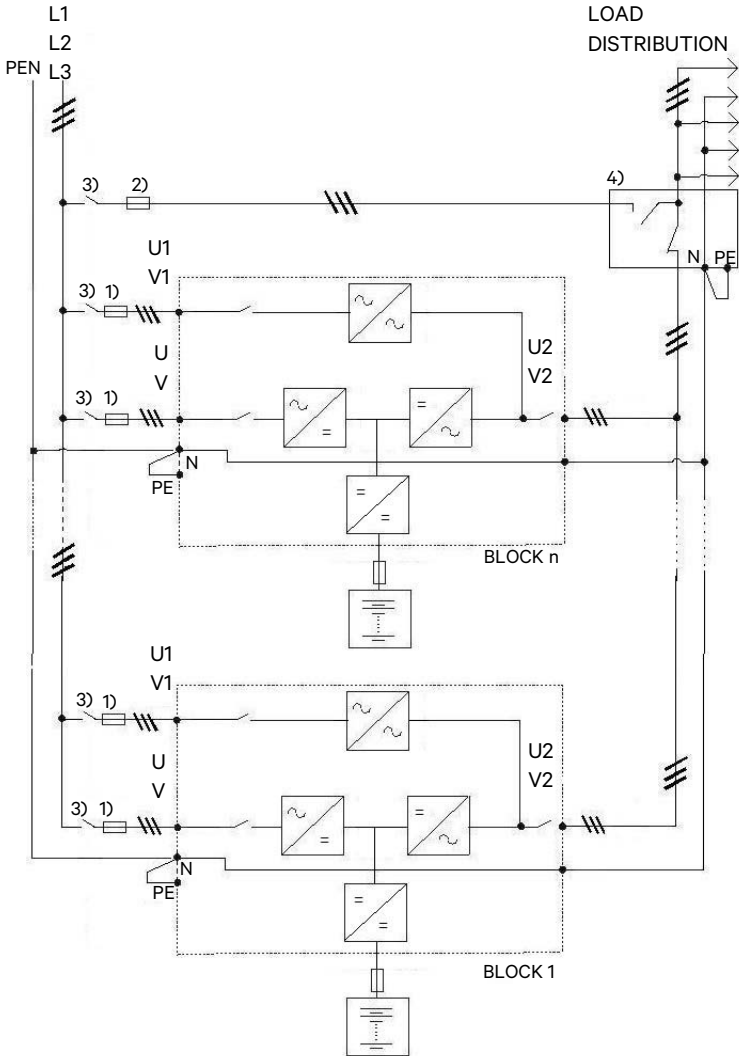 L1
L2
PEN L3
LOAD
DISTRIBUTION
3) 2)
4)
N PE
U1
V1
3) 1)
U
V
3) 1)
U2
V2
N
PE
BLOCK n
U1
V1
3) 1)
U
V
3) 1)
U2
V2
N
PE
BLOCK 1